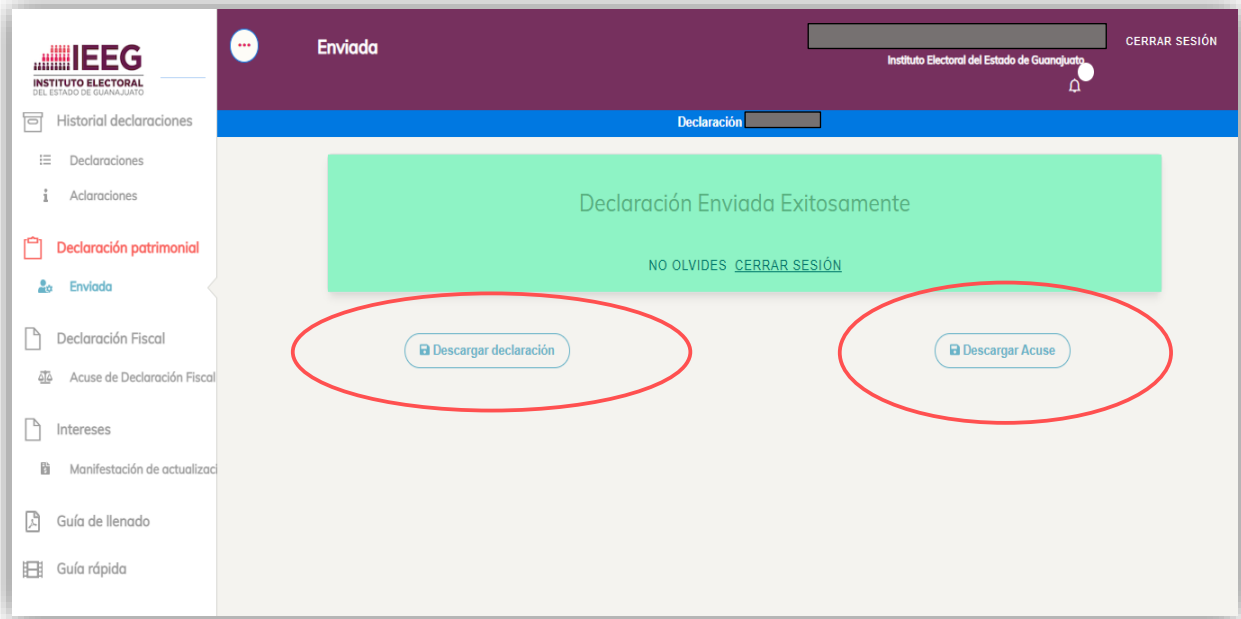 IEEG
INSTITUTO ELECTORAL
DEL ESTADO DE GUANAJUATO
Enviada
CERRAR SESIÓN
Instituto Electoral del Estado de Guanajuato
Declaración
Historial declaraciones
Declaraciones
Aclaraciones
Declaración patrimonial
Enviada
Declaración Fiscal
Acuse de Declaración Fiscal
Intereses
Manifestación de actualizaci
Guía de llenado
Guía rápida
Declaración Enviada Exitosamente
NO OLVIDES CERRAR SESIÓN
Descargar declaración
Descargar Acuse